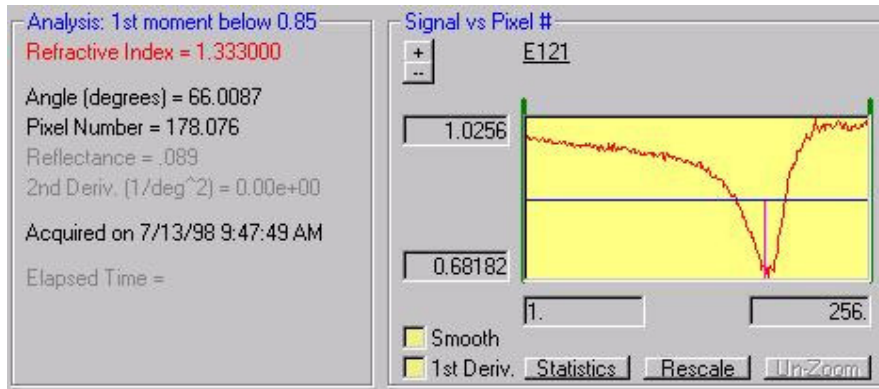 Analysis: 1st moment below 0.85
Refractive Index = 1.333000
Angle (degrees) = 66.0087
Pixel Number = 178.076
Reflectance = .089
2nd Deriv. (1/deg^2) = 0.00e+00
Acquired on 7/13/98 9:47:49 AM
Elapsed Time =
Signal vs Pixel #
+
--
E121
1.0256
0.68182
1. 256.
Smooth
1st Deriv. Statistics Rescale Un-Zoom